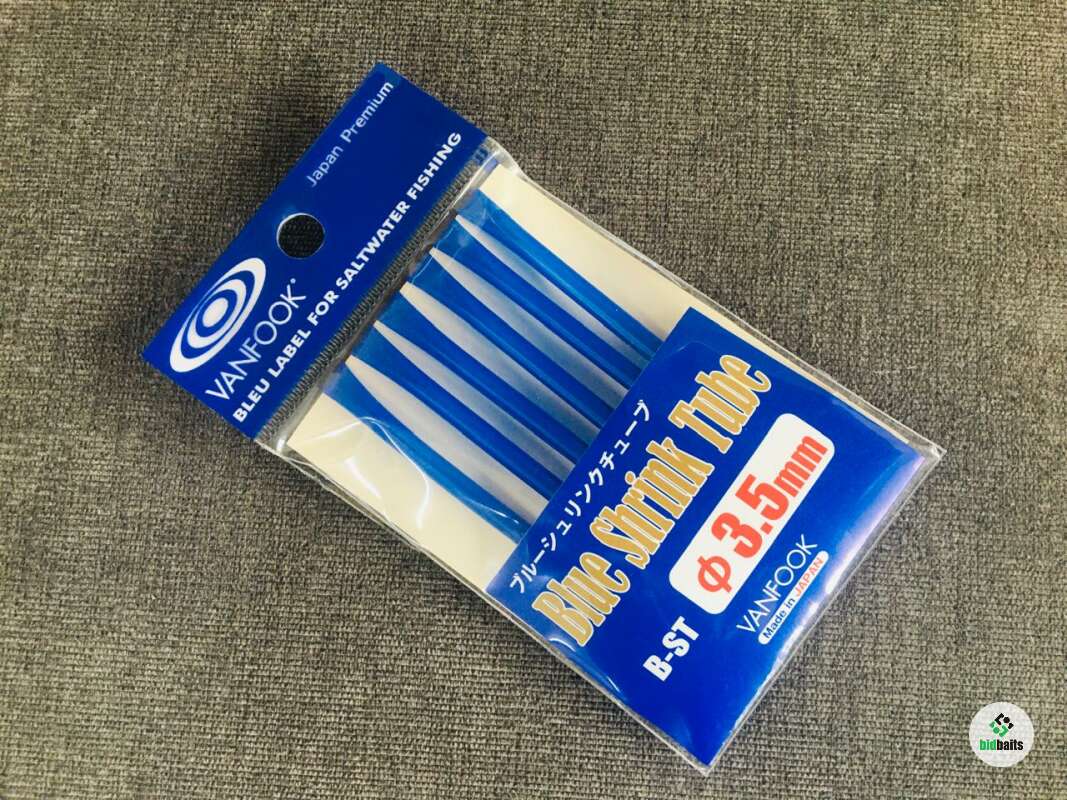 Japan Premium
VANFOOK®
BLEU LABEL FOR SALTWATER FISHING
ブルーシュリンクチューブ
Blue Shrink Tube
Φ 3.5mm
B-ST
VANFOOK
Made in JAPAN
bidbaits